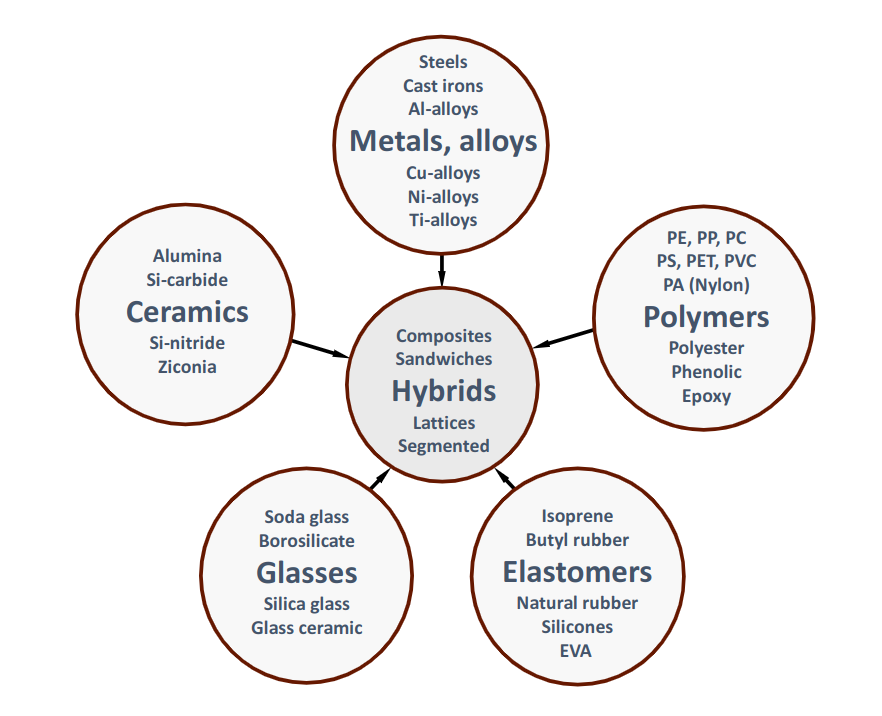 Steels
Cast irons
Al-alloys
Metals, alloys
Cu-alloys
Ni-alloys
Ti-alloys
Alumina
Si-carbide
Ceramics
Si-nitride
Ziconia
PE, PP, PC
PS, PET, PVC
PA (Nylon)
Polymers
Polyester
Phenolic
Epoxy
Composites
Sandwiches
Hybrids
Lattices
Segmented
Soda glass
Borosilicate
Glasses
Silica glass
Glass ceramic
Isoprene
Butyl rubber
Elastomers
Natural rubber
Silicones
EVA